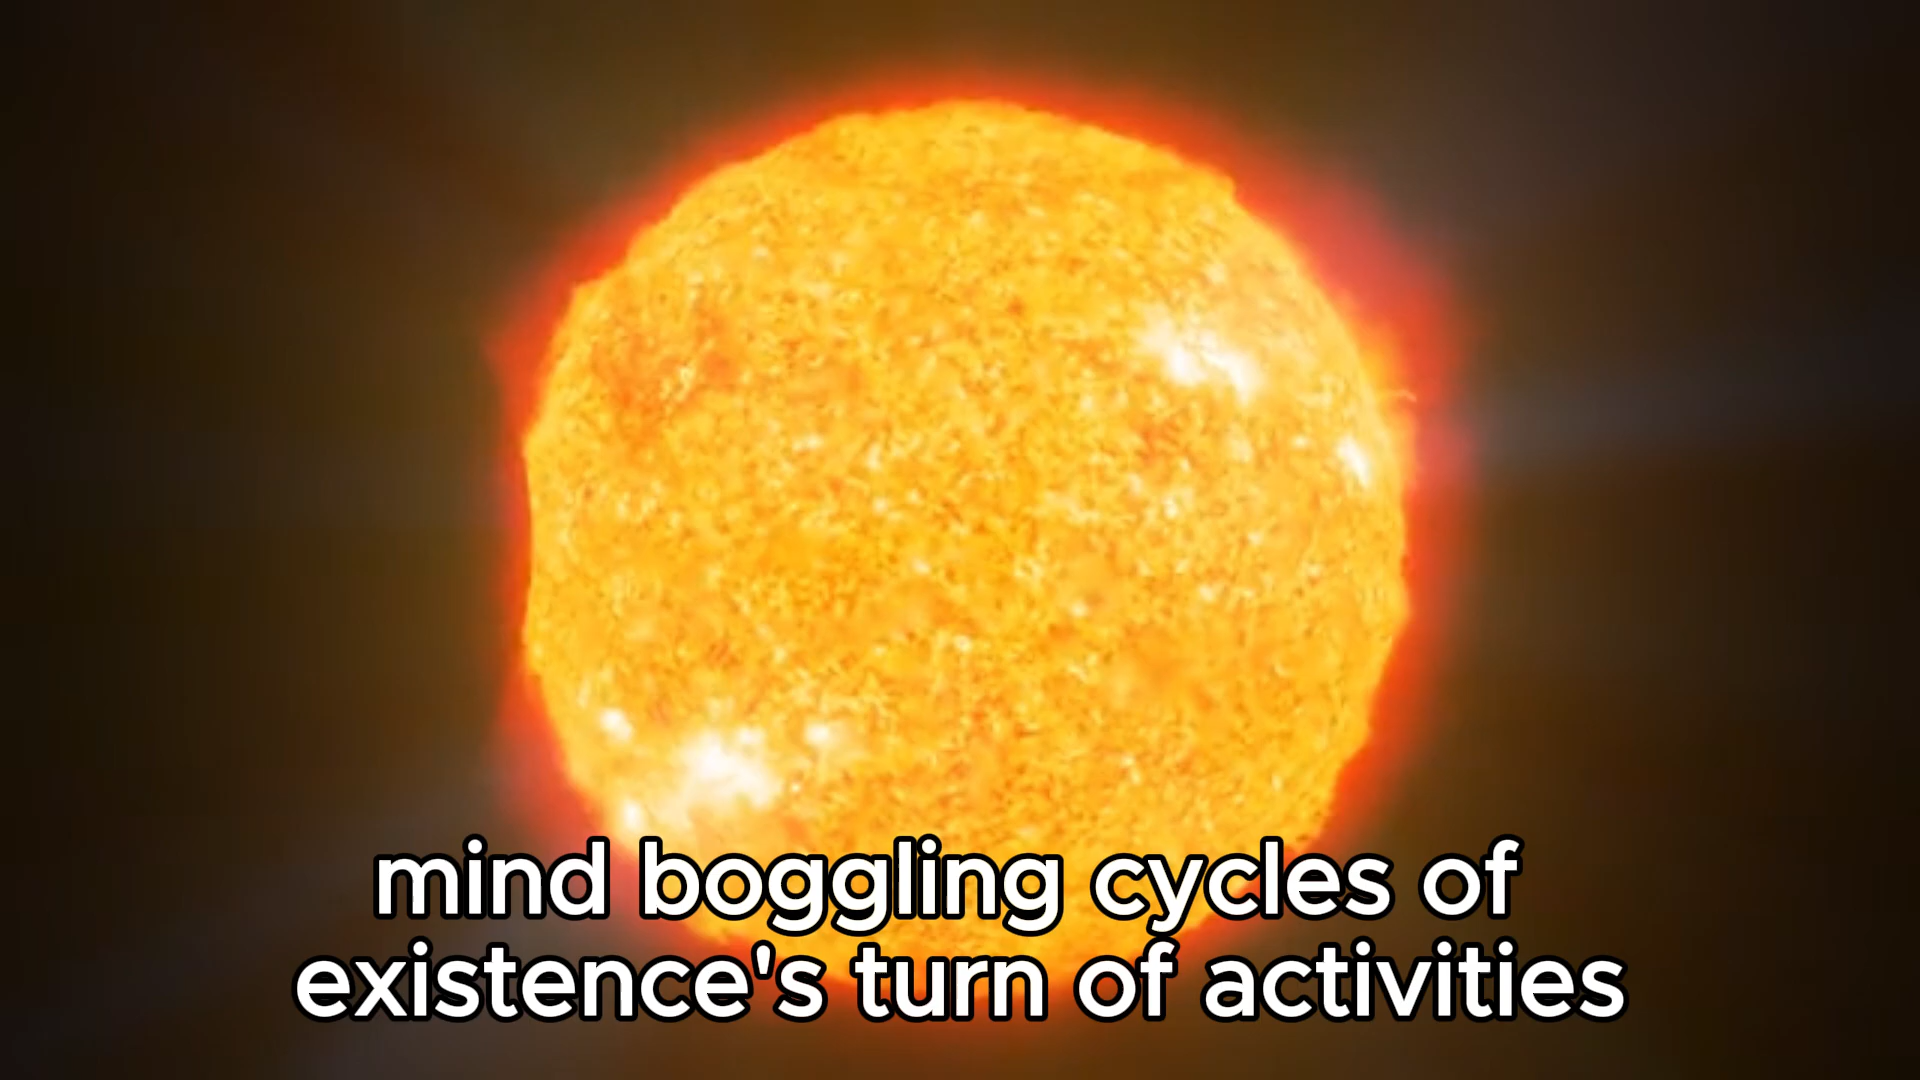 mind boggling cycles of
existence's turn of activities